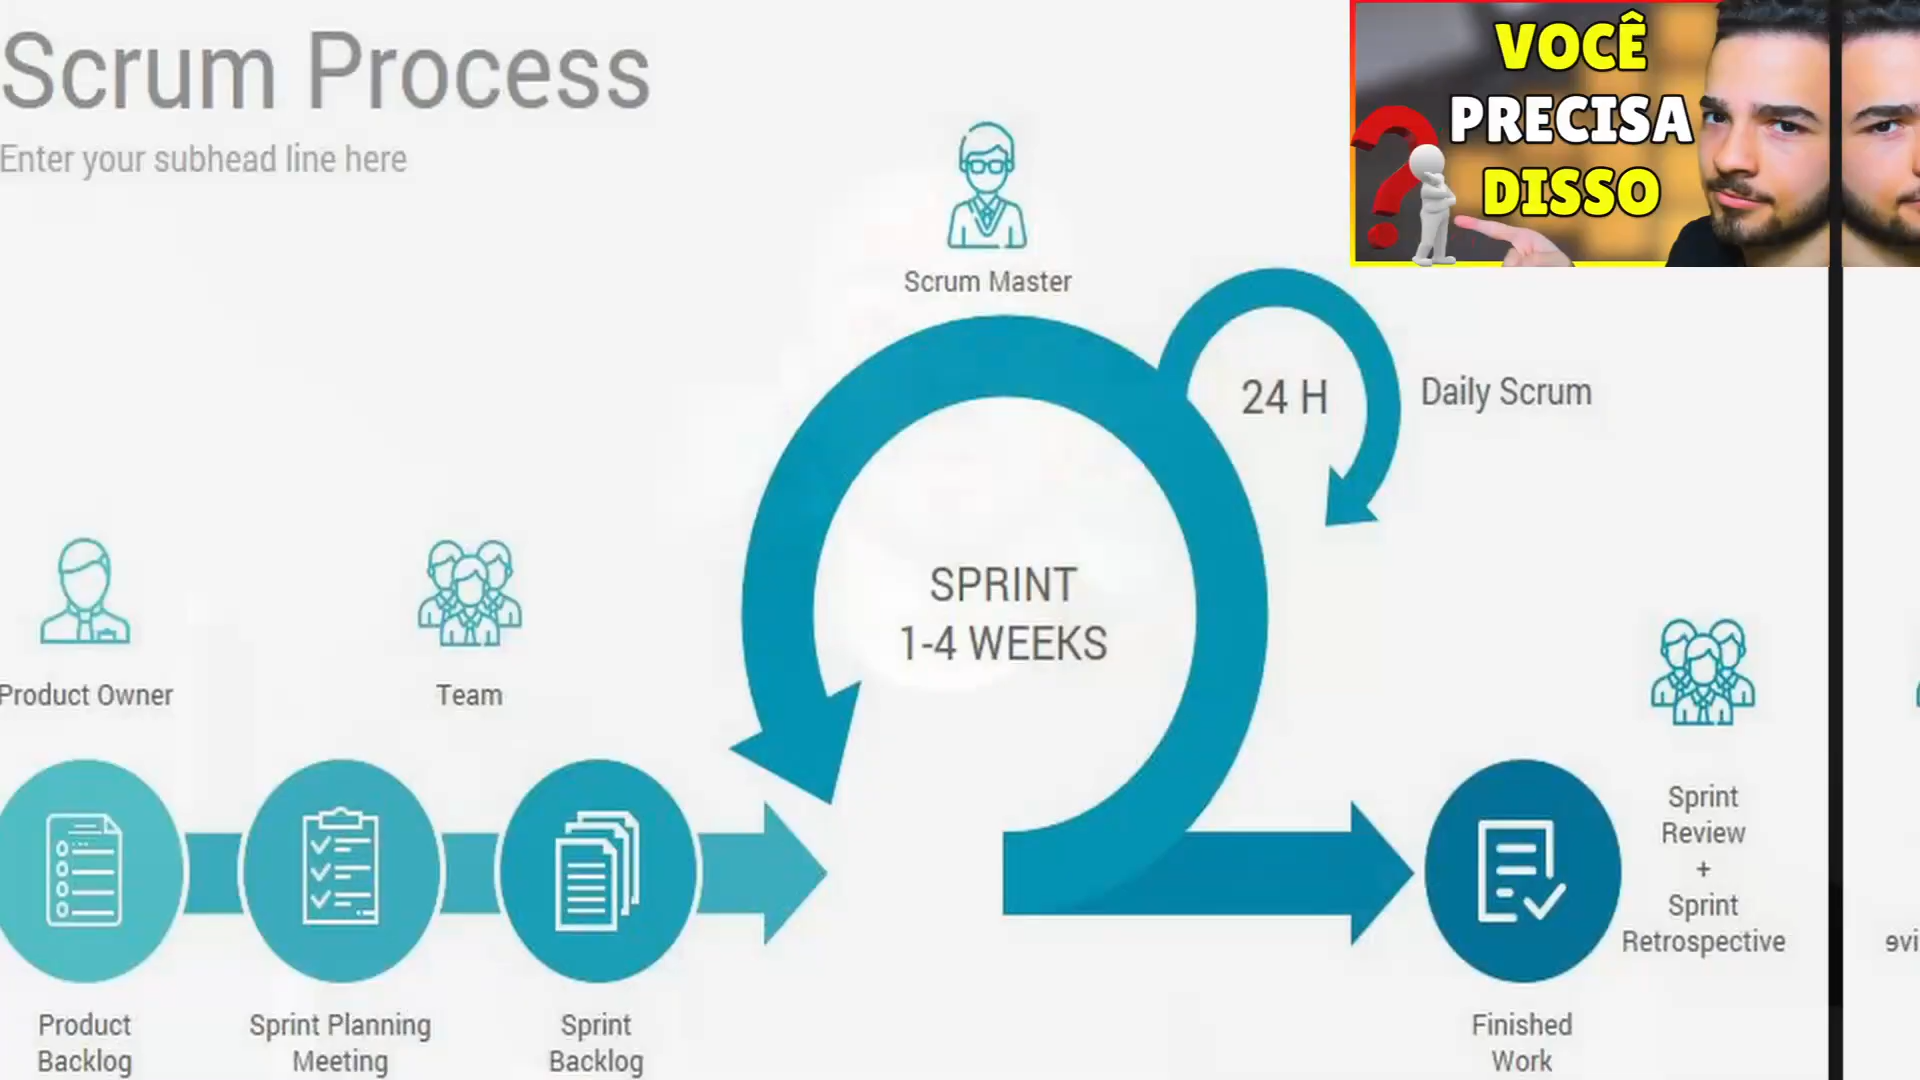 Scrum Process
Enter your subhead line here
VOCÊ
PRECISA
DISSO
Scrum Master
24 H
Daily Scrum
SPRINT
1-4 WEEKS
Product Owner
Team
Sprint
Review
+
Sprint
Retrospective
Product
Backlog
Sprint Planning
Meeting
Sprint
Backlog
Finished
Work